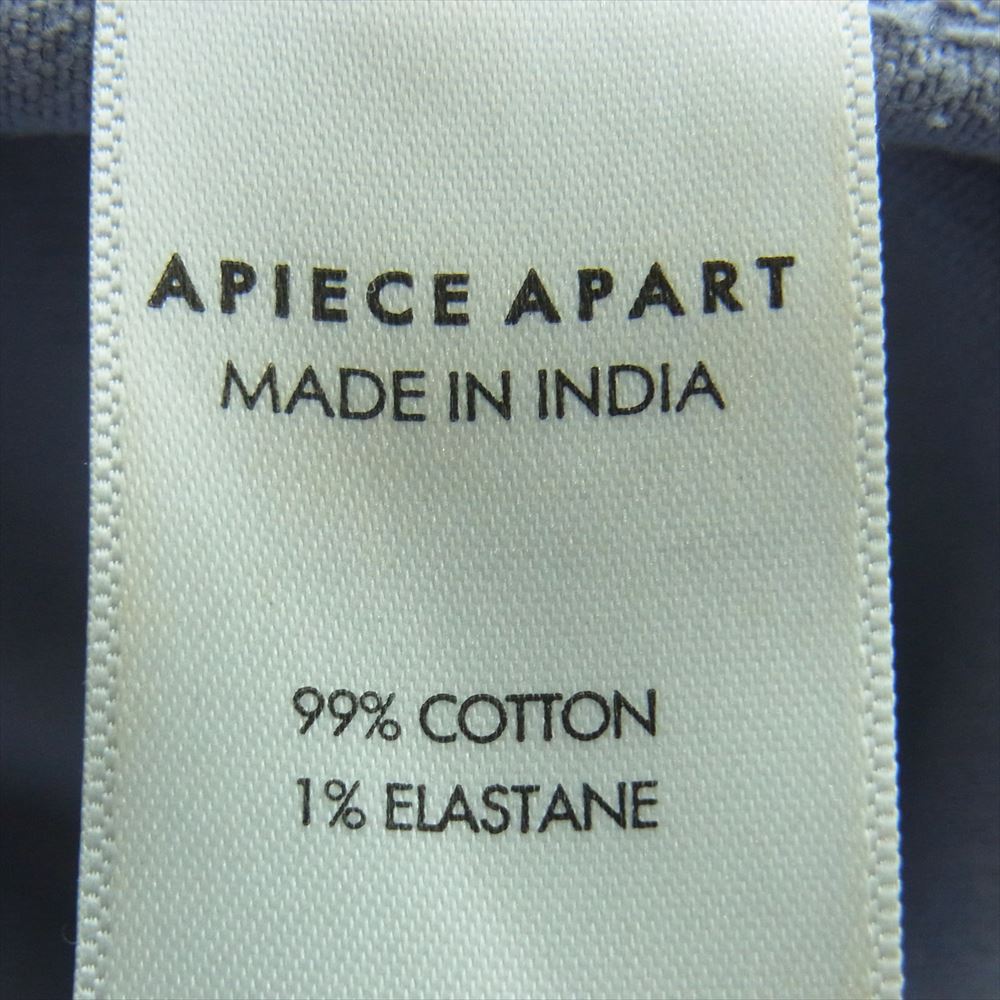 APIECE APART
MADE IN INDIA
99% COTTON
1% ELASTANE